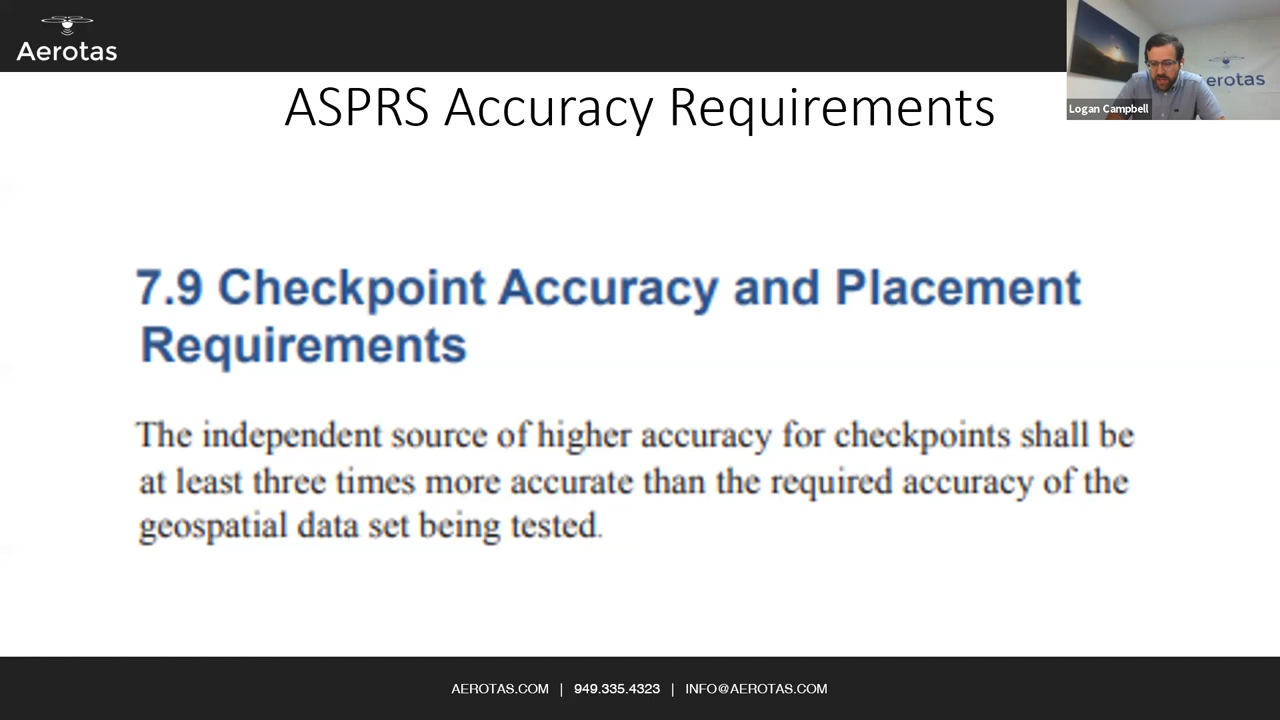 Aerotas
ASPRS Accuracy Requirements
erotas
Logan Campbell
7.9 Checkpoint Accuracy and Placement
Requirements
The independent source of higher accuracy for checkpoints shall be
at least three times more accurate than the required accuracy of the
geospatial data set being tested.
AEROTAS.COM | 949.335.4323 | INFO@AEROTAS.COM